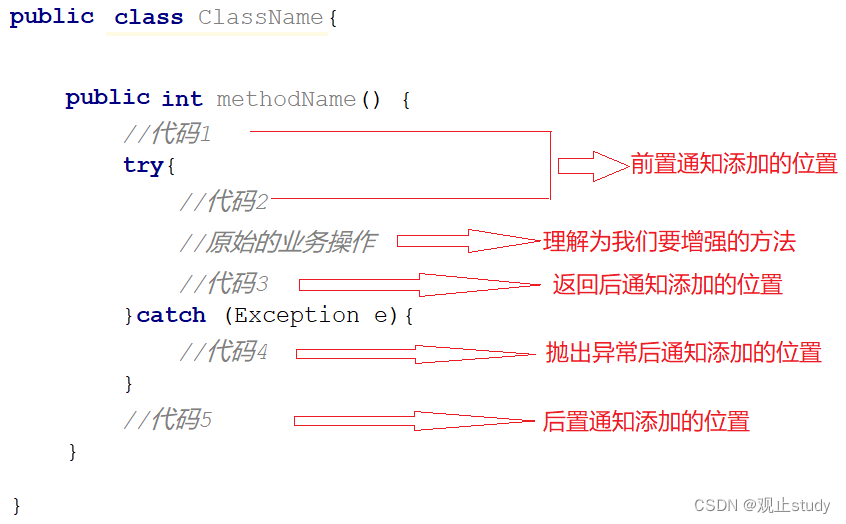 public class ClassName{
public int methodName() {
//代码1
try{
前置通知添加的位置
//代码2
//原始的业务操作 理解为我们要增强的方法
//代码3 返回后通知添加的位置
}catch (Exception e){
//代码4 抛出异常后通知添加的位置
}
//代码5 后置通知添加的位置
}
}
CSDN @观止study